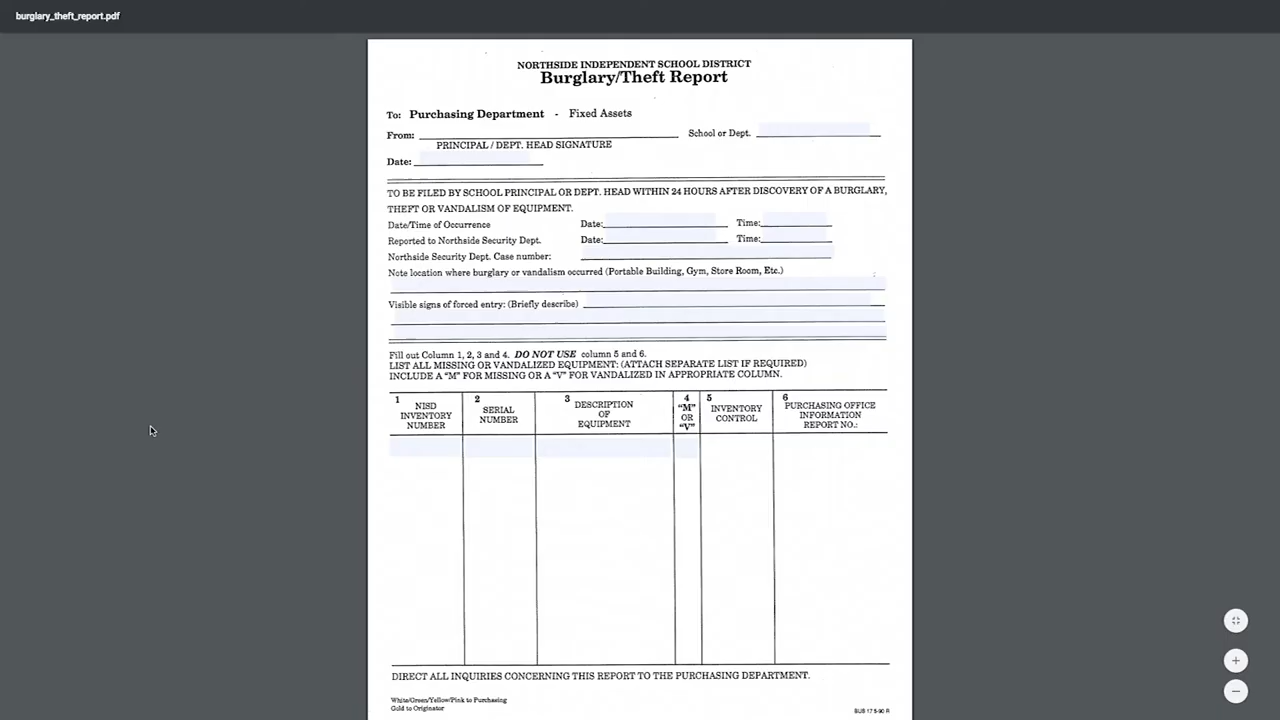 burglary_theft_report.pdf
NORTHSIDE INDEPENDENT SCHOOL DISTRICT
Burglary/Theft Report
To: Purchasing Department - Fixed Assets
From: School or Dept.
PRINCIPAL / DEPT. HEAD SIGNATURE
Date:
TO BE FILED BY SCHOOL PRINCIPAL OR DEPT. HEAD WITHIN 24 HOURS AFTER DISCOVERY OF A BURGLARY,
THEFT OR VANDALISM OF EQUIPMENT.
Date/Time of Occurrence Date: Time:
Reported to Northside Security Dept. Date: Time:
Northside Security Dept. Case number:
Note location where burglary or vandalism occurred (Portable Building, Gym, Store Room, Etc.)
Visible signs of forced entry: (Briefly describe)
Fill out Column 1, 2, 3 and 4. DO NOT USE column 5 and 6.
LIST ALL MISSING OR VANDALIZED EQUIPMENT: (ATTACH SEPARATE LIST IF REQUIRED)
INCLUDE A "M" FOR MISSING OR A "V" FOR VANDALIZED IN APPROPRIATE COLUMN.
1 NISD INVENTORY NUMBER
2 SERIAL NUMBER
3 DESCRIPTION OF EQUIPMENT
4 "M" OR "V"
5 INVENTORY CONTROL
6 PURCHASING OFFICE INFORMATION REPORT NO.:
DIRECT ALL INQUIRIES CONCERNING THIS REPORT TO THE PURCHASING DEPARTMENT.
White/Green/Yellow/Pink to Purchasing
Gold to Originator
BUS 17 5-90 R